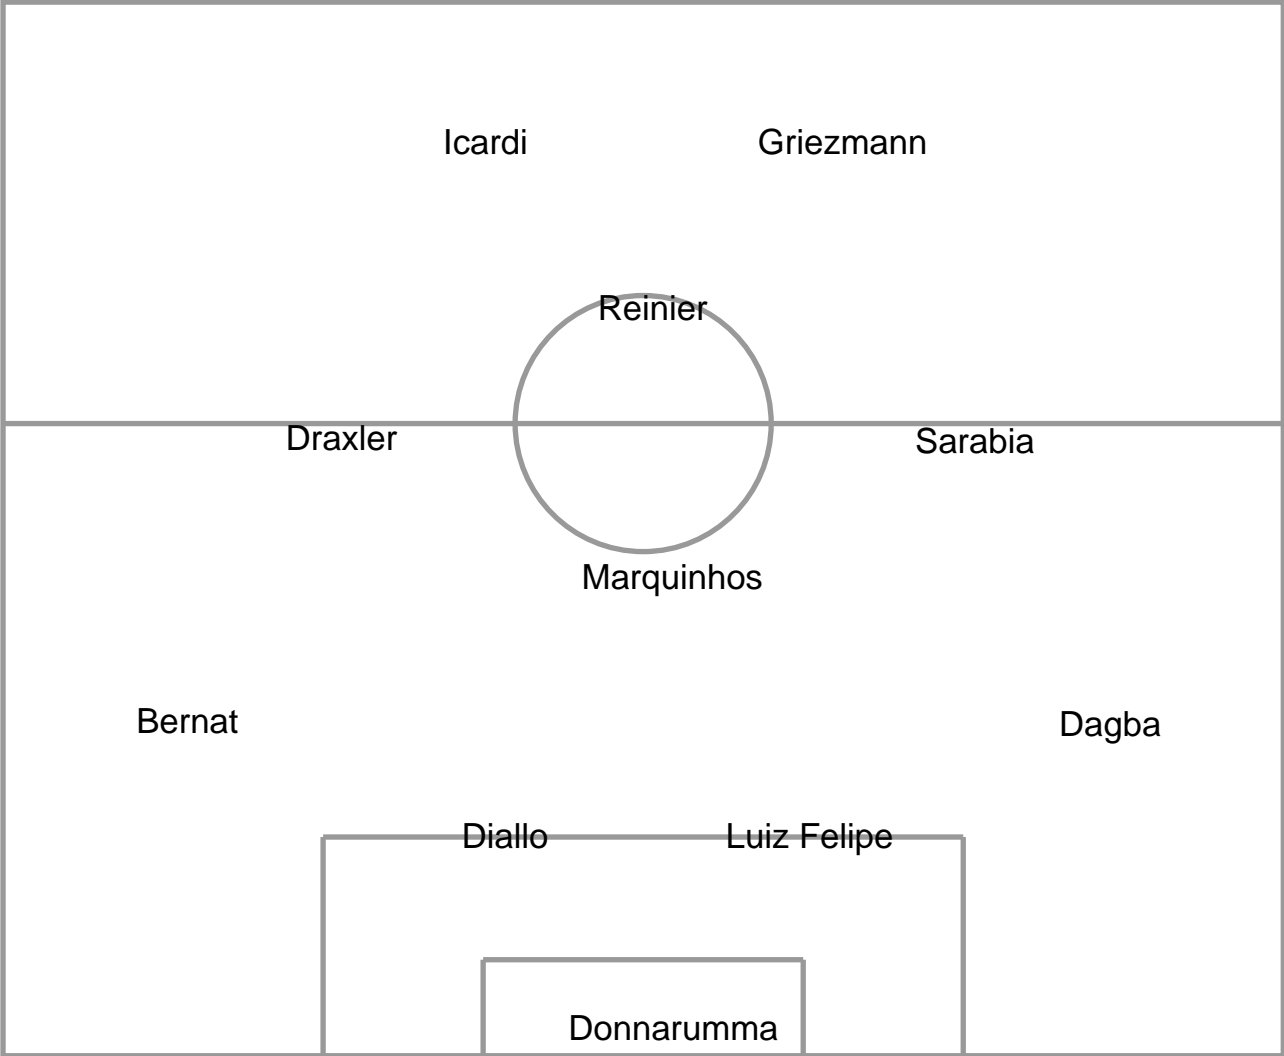 Icardi
Griezmann
Reinier
Draxler
Sarabia
Marquinhos
Bernat
Dagba
Diallo
Luiz Felipe
Donnarumma